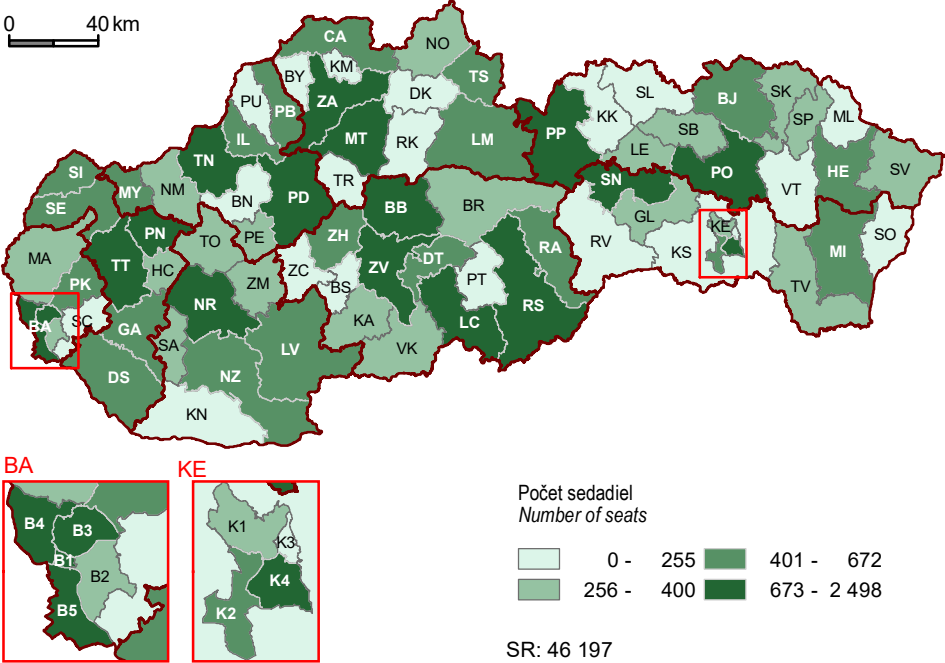 0 40 km
CA
NO
BY
KM
TS
PU
PB
ZA
DK
SL
BJ
SK
KK
SP
ML
IL
MT
RK
LM
PP
SB
LE
TN
PO
HE
SV
SI
MY
NM
BN
PD
TR
SN
VT
SE
BB
BR
GL
PN
TO
PE
ZH
KE
SO
MA
TT
HC
ZC
ZV
DT
RA
RV
KS
MI
PK
ZM
BS
PT
TV
NR
RS
BA
SC
GA
SA
KA
LC
LV
VK
DS
NZ
KN
BA
KE
B4
B3
B1
B2
B5
K1
K3
K4
K2
Počet sedadiel
Number of seats
0 - 255
401 - 672
256 - 400
673 - 2 498
SR: 46 197